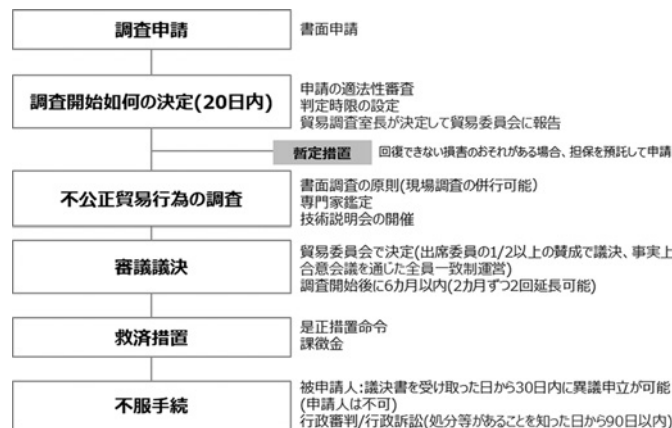 調査申請
書面申請
調査開始如何の決定(20日内)
申請の適法性審査
判定時限の設定
貿易調査室長が決定して貿易委員会に報告
暫定措置
回復できない損害のおそれがある場合、担保を預託して申請
不公正貿易行為の調査
書面調査の原則(現場調査の併行可能)
専門家鑑定
技術説明会の開催
審議議決
貿易委員会で決定(出席委員の1/2以上の賛成で議決、事実上
合意会議を通じた全員一致制運営)
調査開始後に6カ月以内(2カ月ずつ2回延長可能)
救済措置
是正措置命令
課徴金
不服手続
被申請人:議決書を受け取った日から30日内に異議申立が可能
(申請人は不可)
行政審判/行政訴訟(処分等があることを知った日から90日以内)